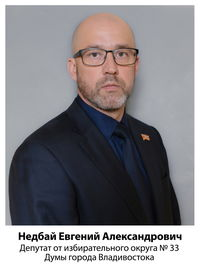 Недбай Евгений Александрович
Депутат от избирательного округа № 33
Думы города Владивостока